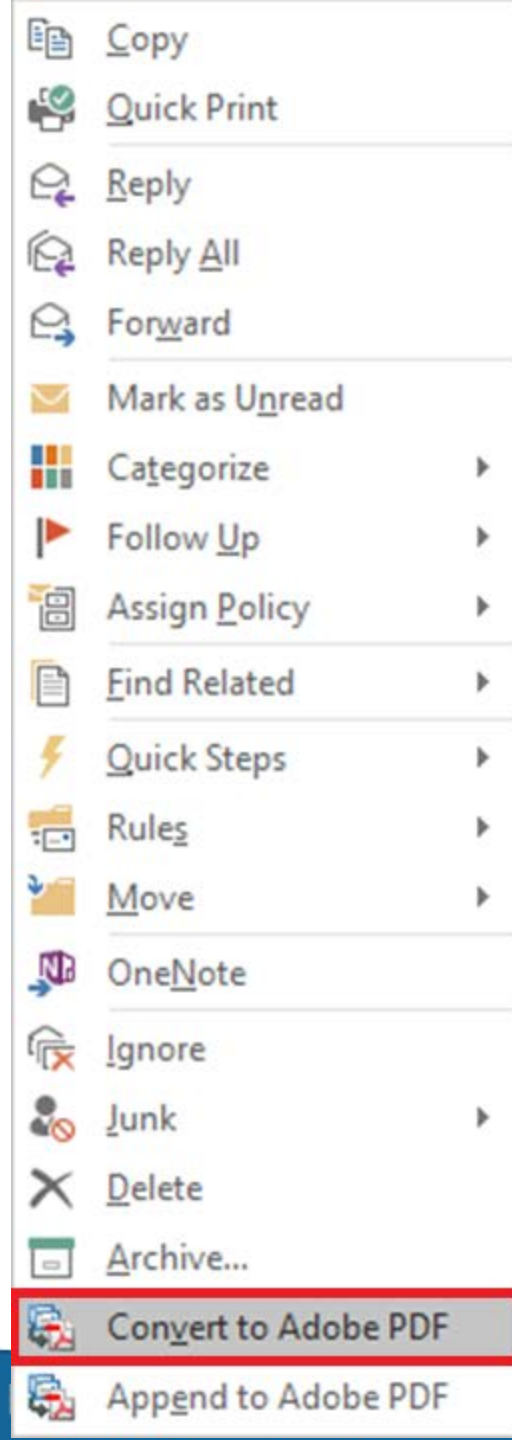 Copy
Quick Print
Reply
Reply All
Forward
Mark as Unread
Categorize
Follow Up
Assign Policy
Find Related
Quick Steps
Rules
Move
OneNote
Ignore
Junk
Delete
Archive...
Convert to Adobe PDF
Append to Adobe PDF